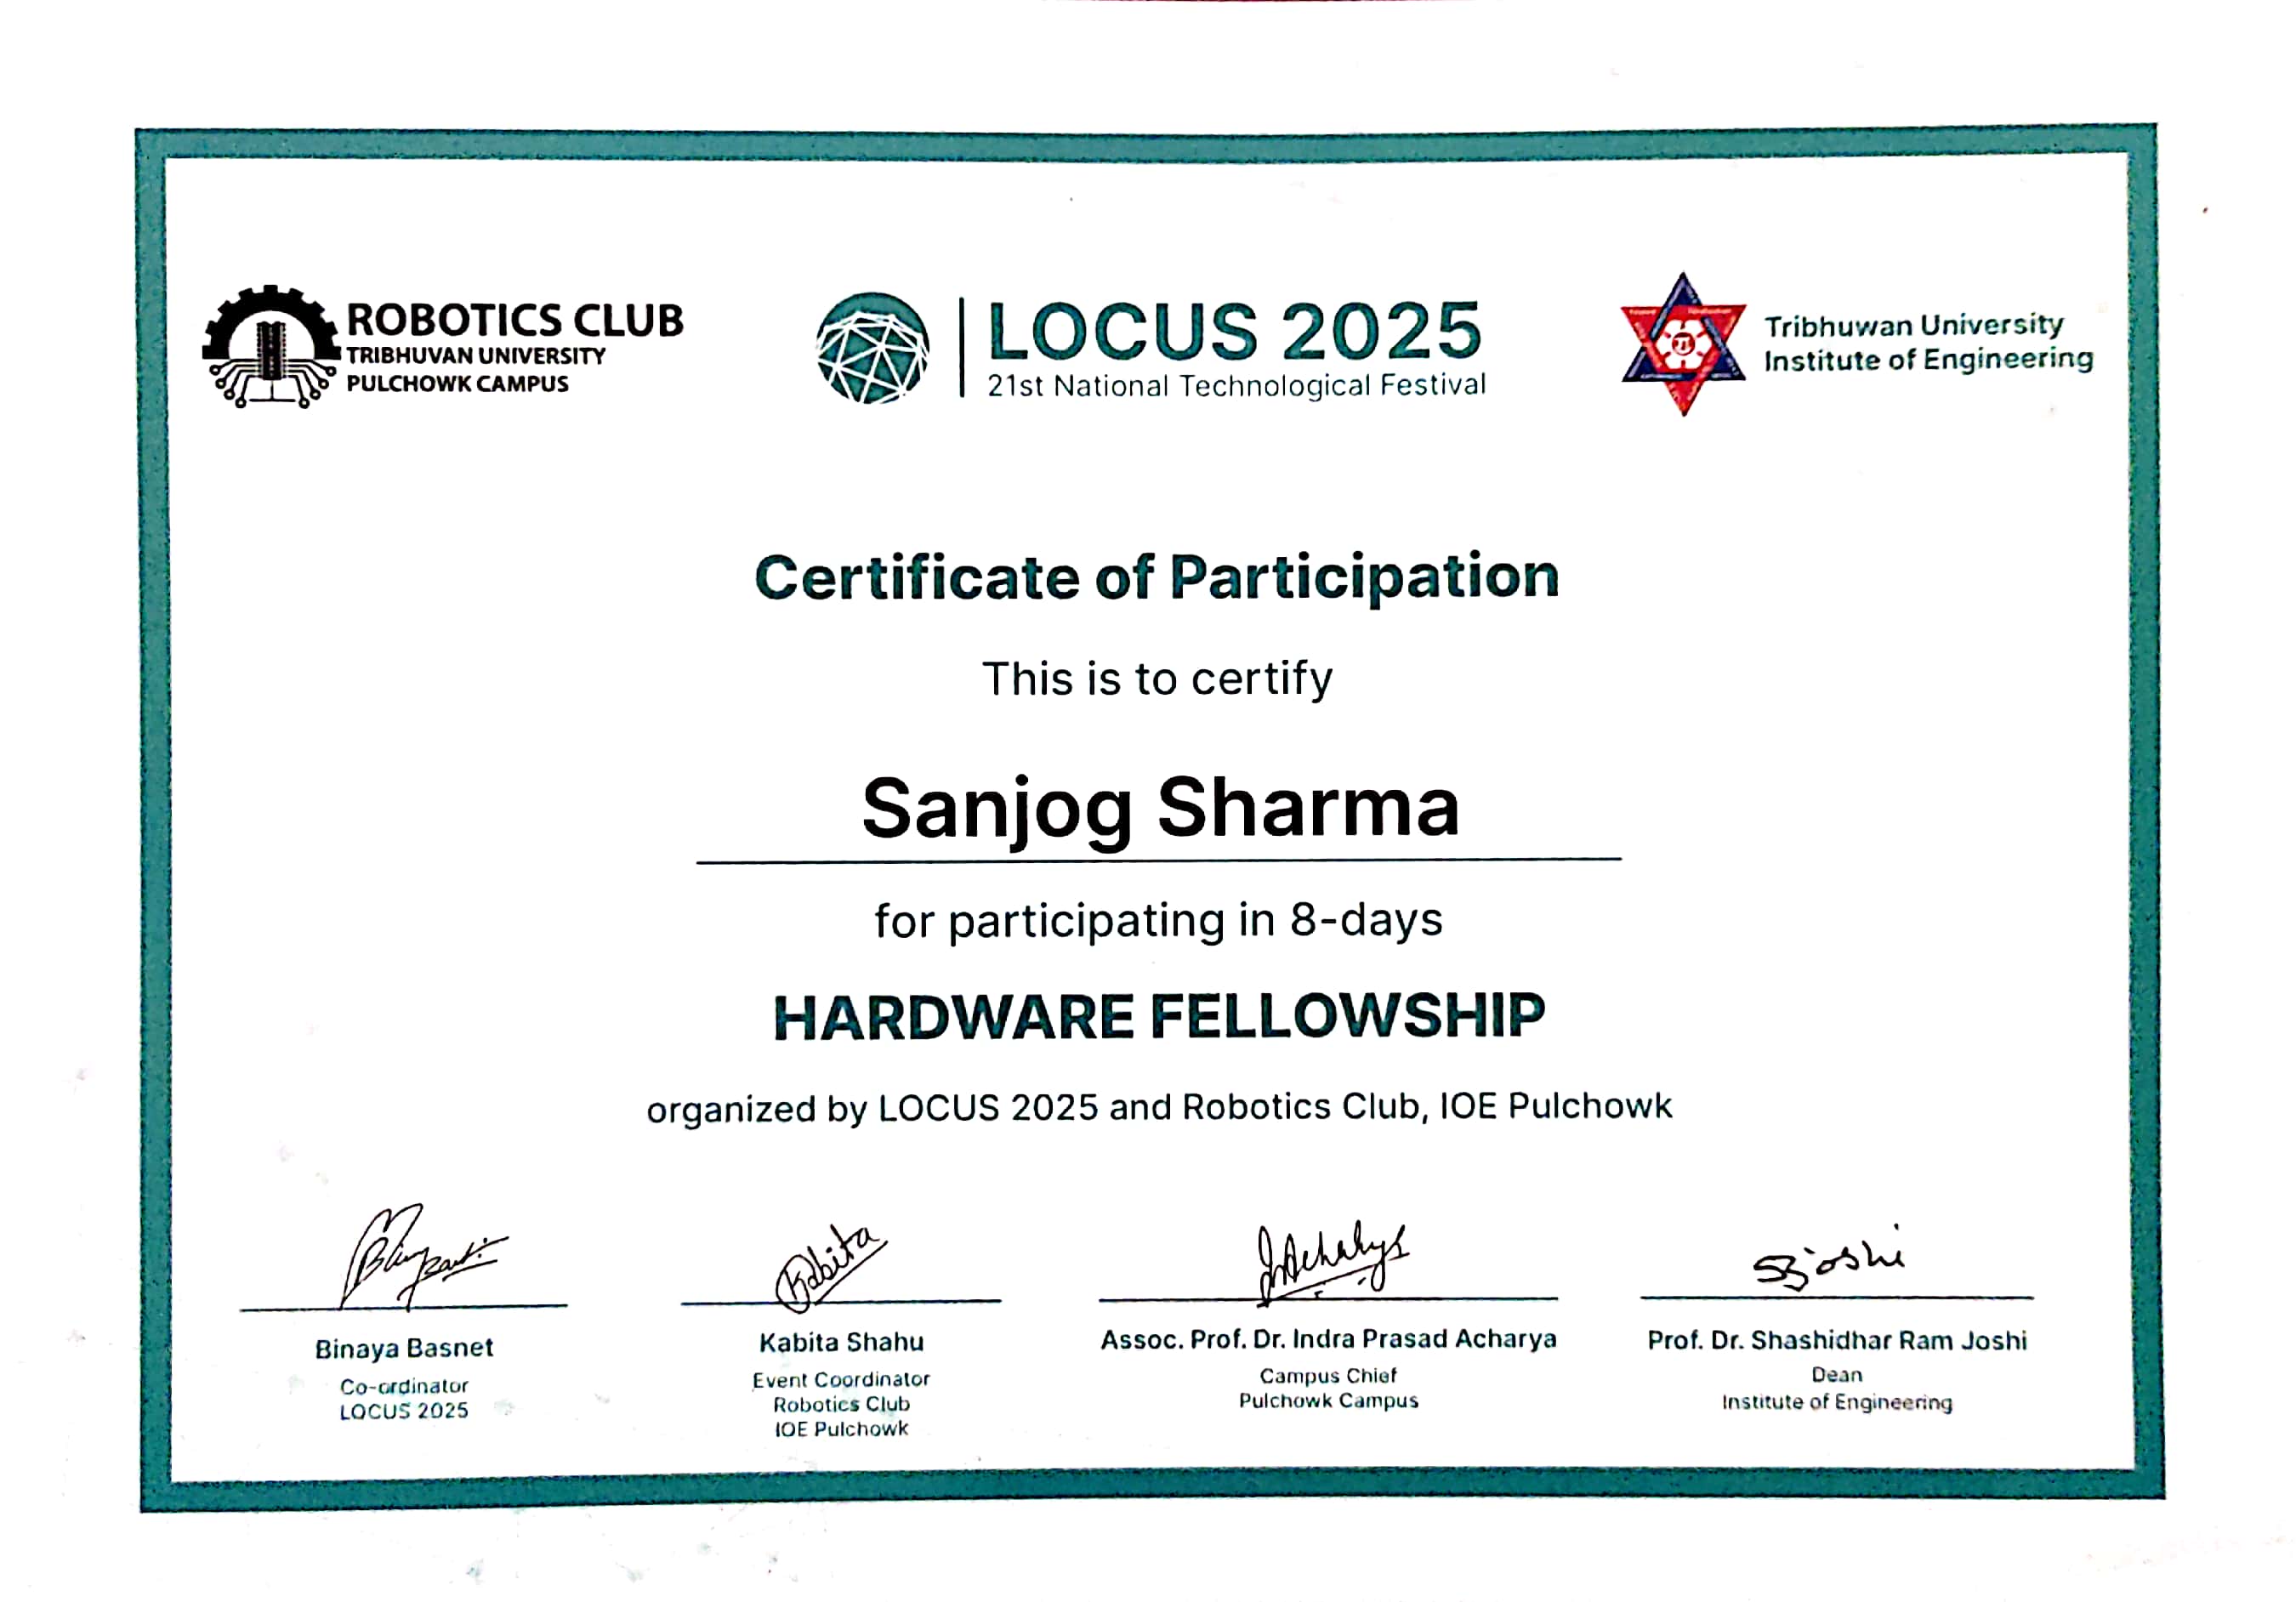 ROBOTICS CLUB
TRIBHUVAN UNIVERSITY
PULCHOWK CAMPUS
LOCUS 2025
21st National Technological Festival
Tribhuwan University
Institute of Engineering
Certificate of Participation
This is to certify
Sanjog Sharma
for participating in 8-days
HARDWARE FELLOWSHIP
organized by LOCUS 2025 and Robotics Club, IOE Pulchowk
Kabita
Binaya Basnet
Co-ordinator
LOCUS 2025
Kabita Shahu
Event Coordinator
Robotics Club
IOE Pulchowk
Assoc. Prof. Dr. Indra Prasad Acharya
Campus Chief
Pulchowk Campus
Prof. Dr. Shashidhar Ram Joshi
Dean
Institute of Engineering